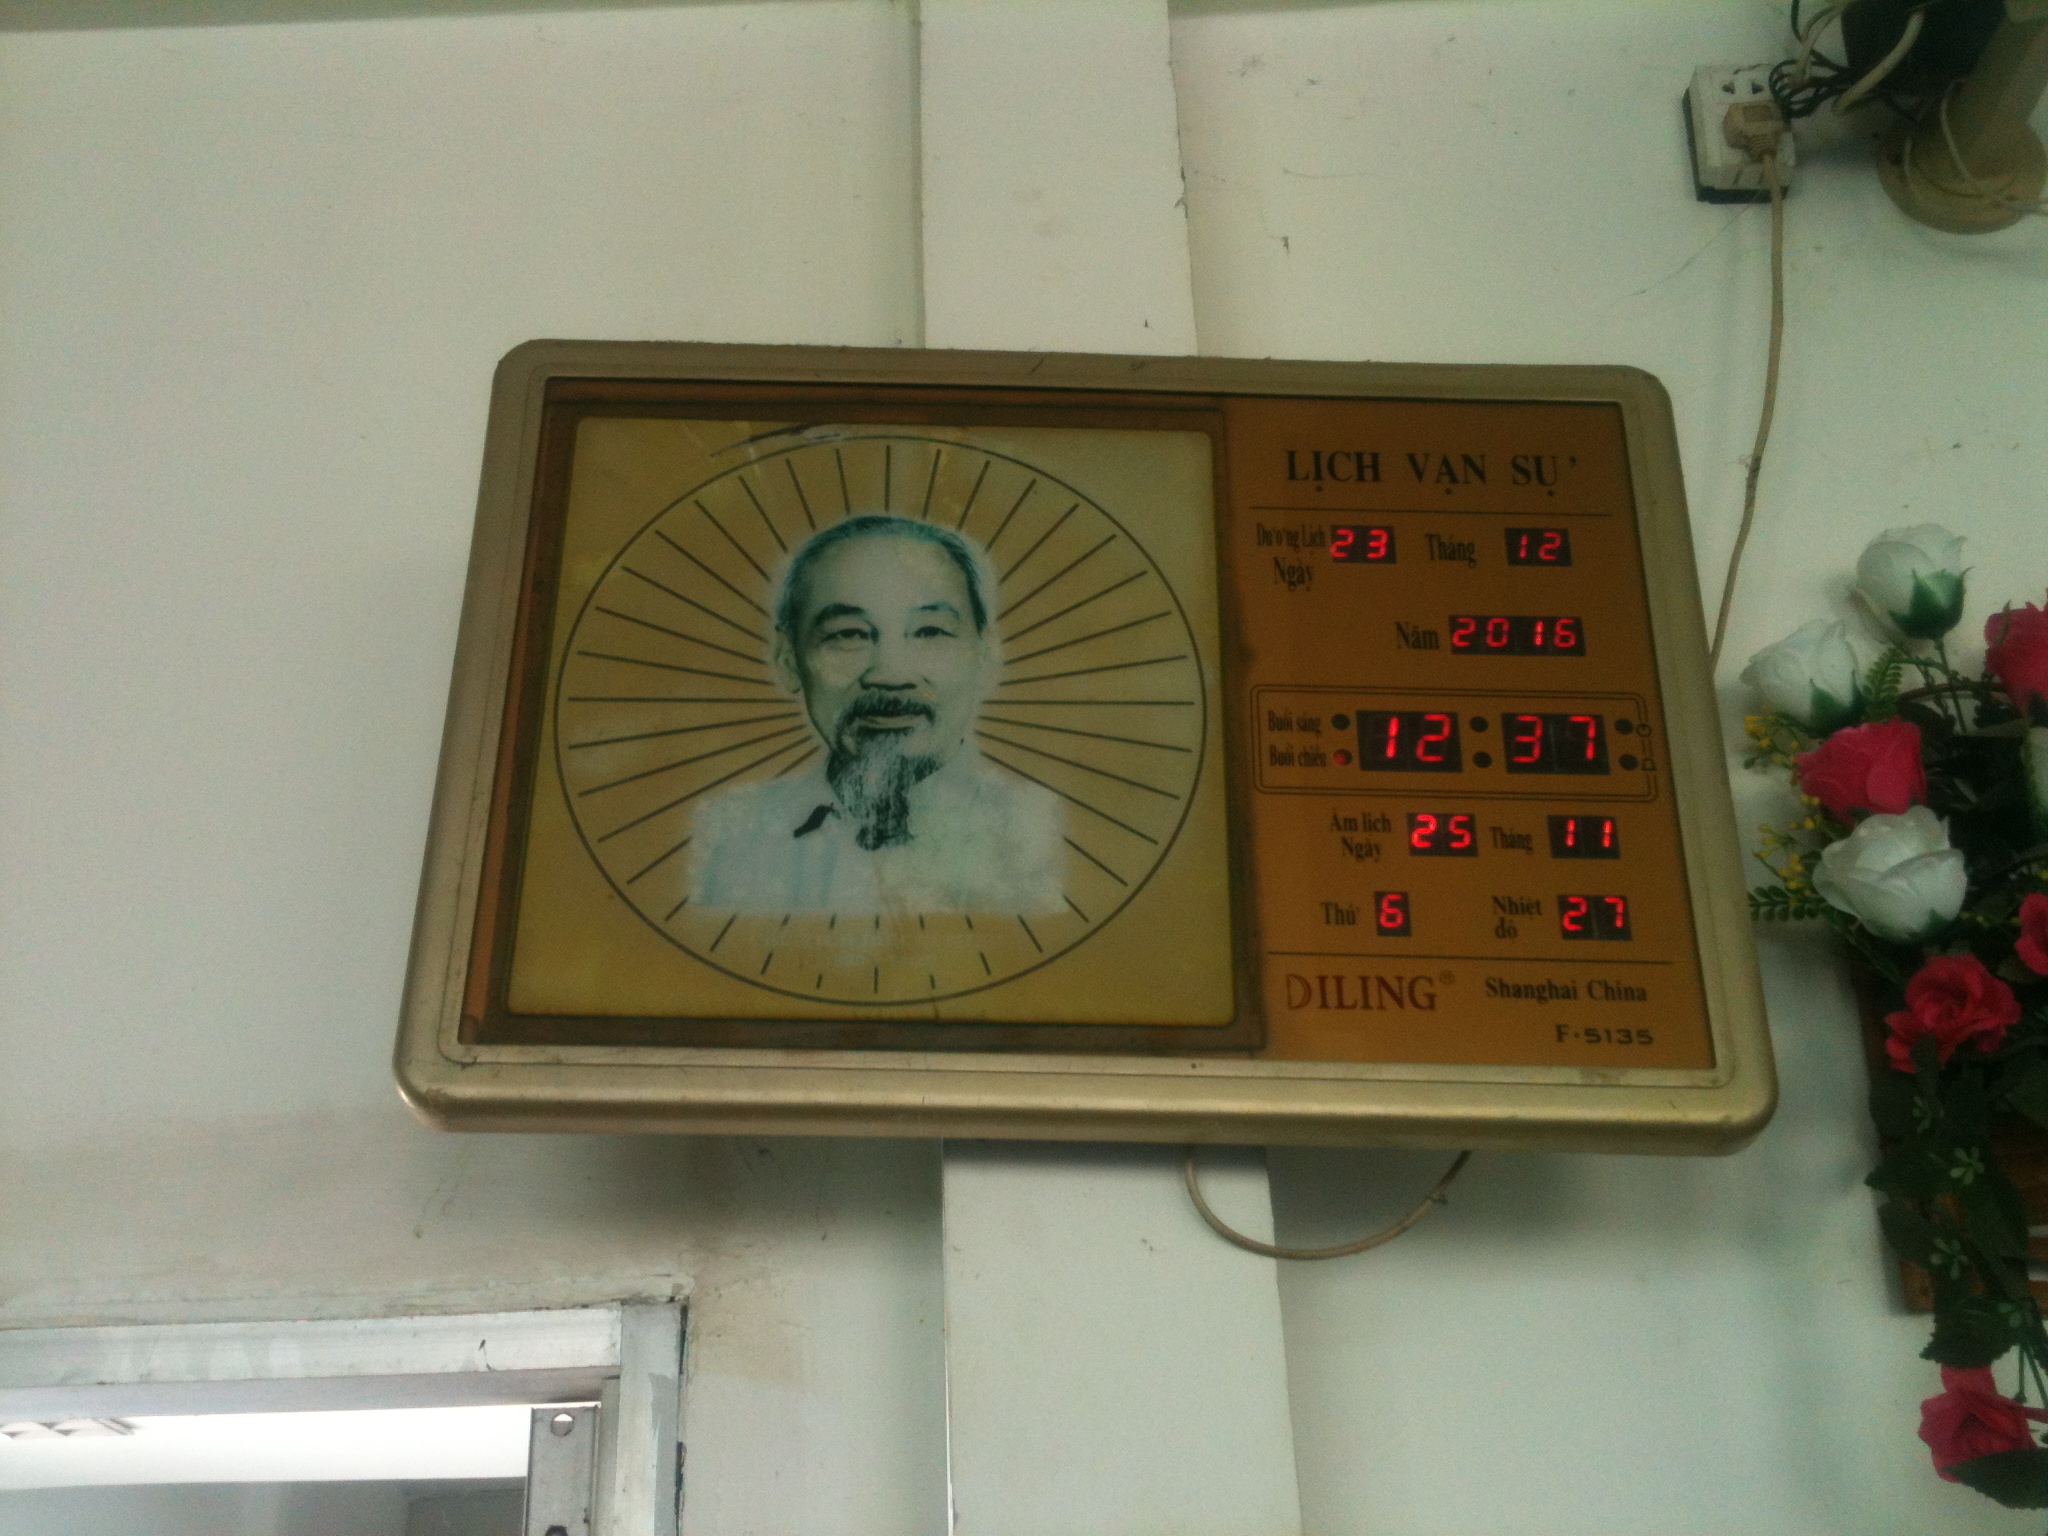 LỊCH VẠN SỰ
Dương Lịch 23 Tháng 12
Ngày
Năm 2016
Buổi sáng
Buổi chiều
12 37
Âm lịch 25 Tháng 11
Ngày
Thứ 6 Nhiệt 27
độ
DILING® Shanghai China
F-5135